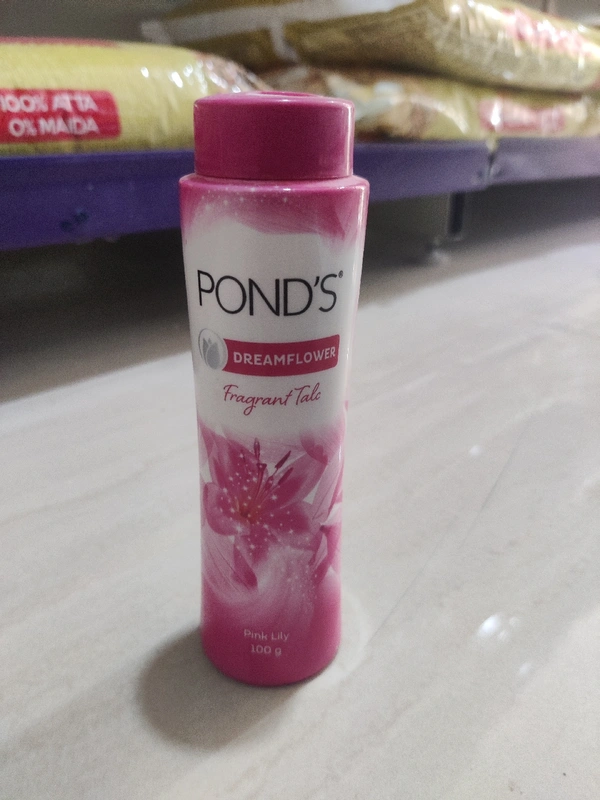 100% ATTA
0% MAIDA
POND'S®
DREAMFLOWER
Fragrant Talc
Pink Lily
100 g